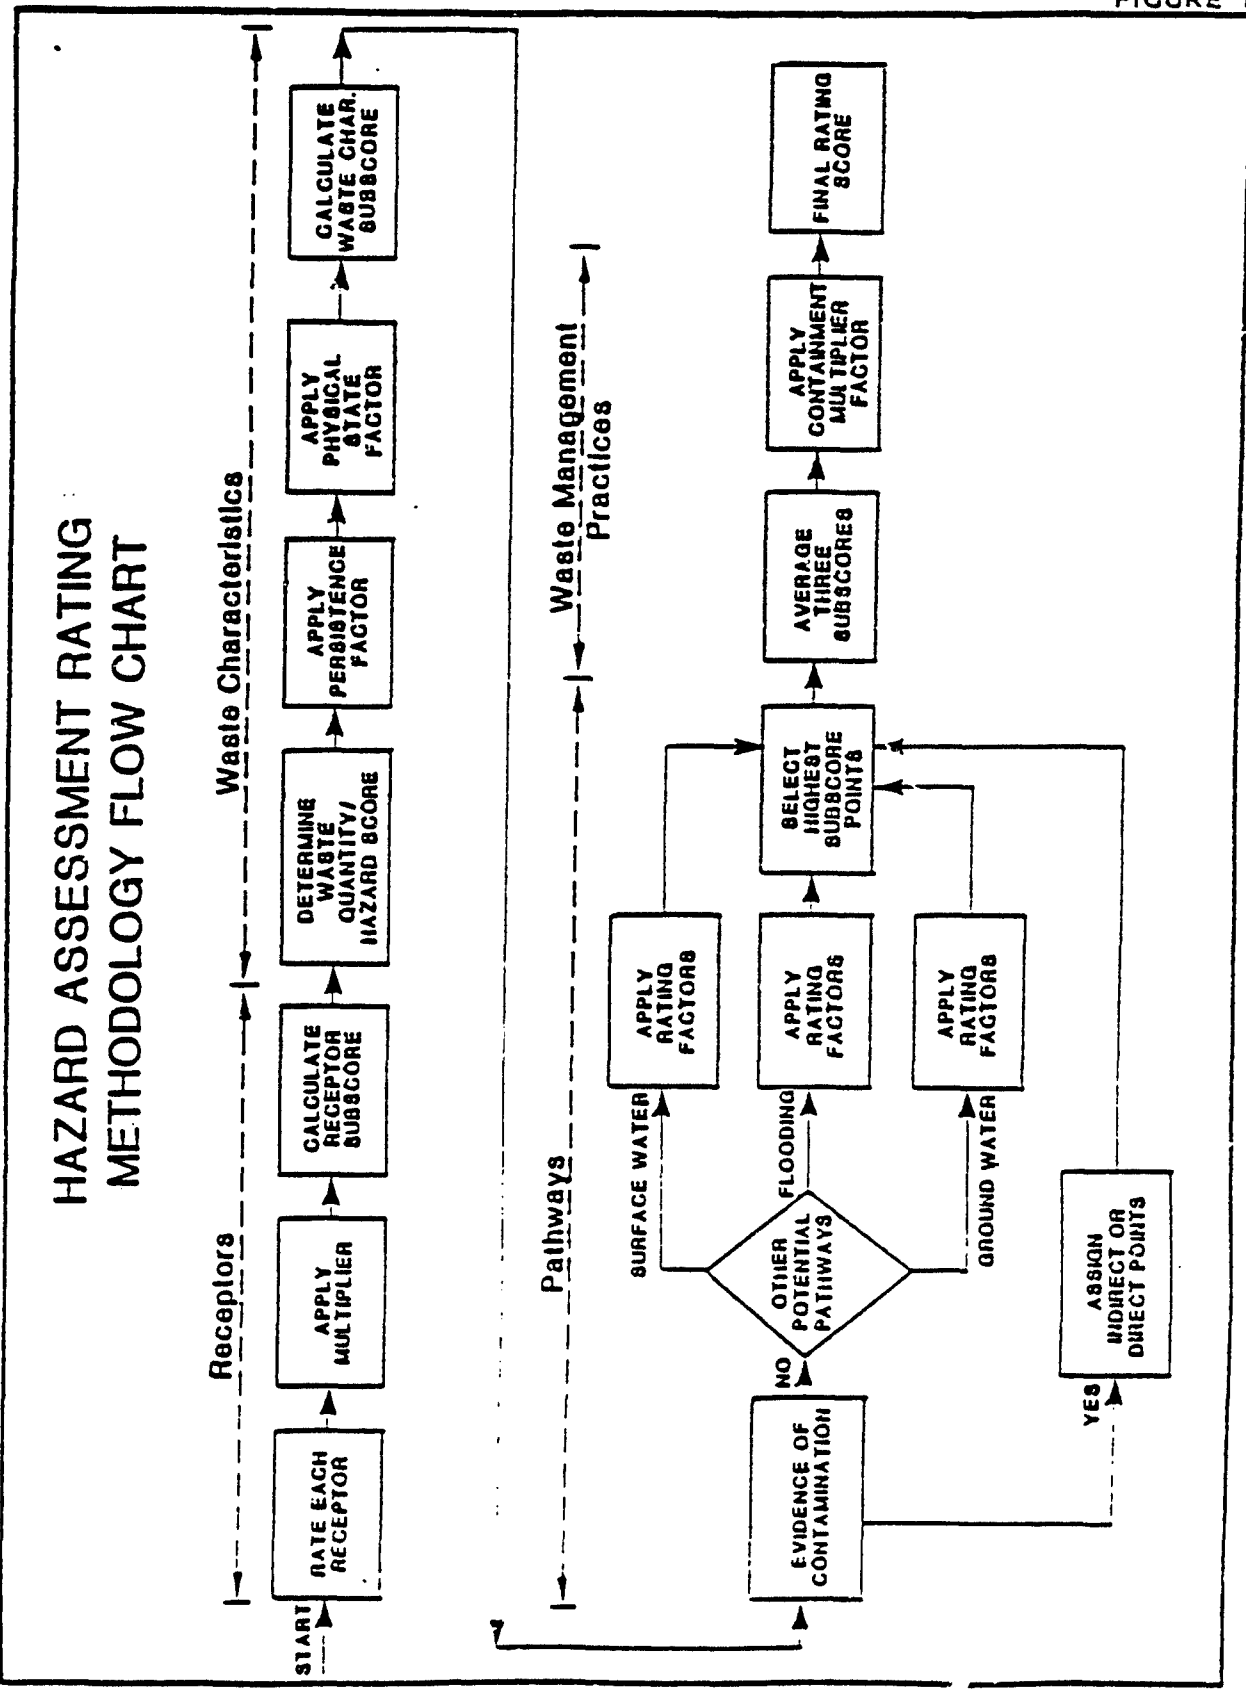 FIGURE
HAZARD ASSESSMENT RATING
METHODOLOGY FLOW CHART
Receptors
Waste Characteristics
START
RATE EACH
RECEPTOR
APPLY
MULTIPLIER
CALCULATE
RECEPTOR
SUBSCORE
DETERMINE
WASTE
QUANTITY/
HAZARD SCORE
APPLY
PERSISTENCE
FACTOR
APPLY
PHYSICAL
STATE
FACTOR
CALCULATE
WASTE CHAR.
SUBSCORE
Pathways
Waste Management
Practices
EVIDENCE OF
CONTAMINATION
NO
YES
OTHER
POTENTIAL
PATHWAYS
SURFACE WATER
FLOODING
GROUND WATER
APPLY
RATING
FACTORS
APPLY
RATING
FACTORS
APPLY
RATING
FACTORS
ASSIGN
INDIRECT OR
DIRECT POINTS
SELECT
HIGHEST
SUBSCORE
POINTS
AVERAGE
THREE
SUBSCORES
APPLY
CONTAINMENT
MULTIPLIER
FACTOR
FINAL RATING
SCORE